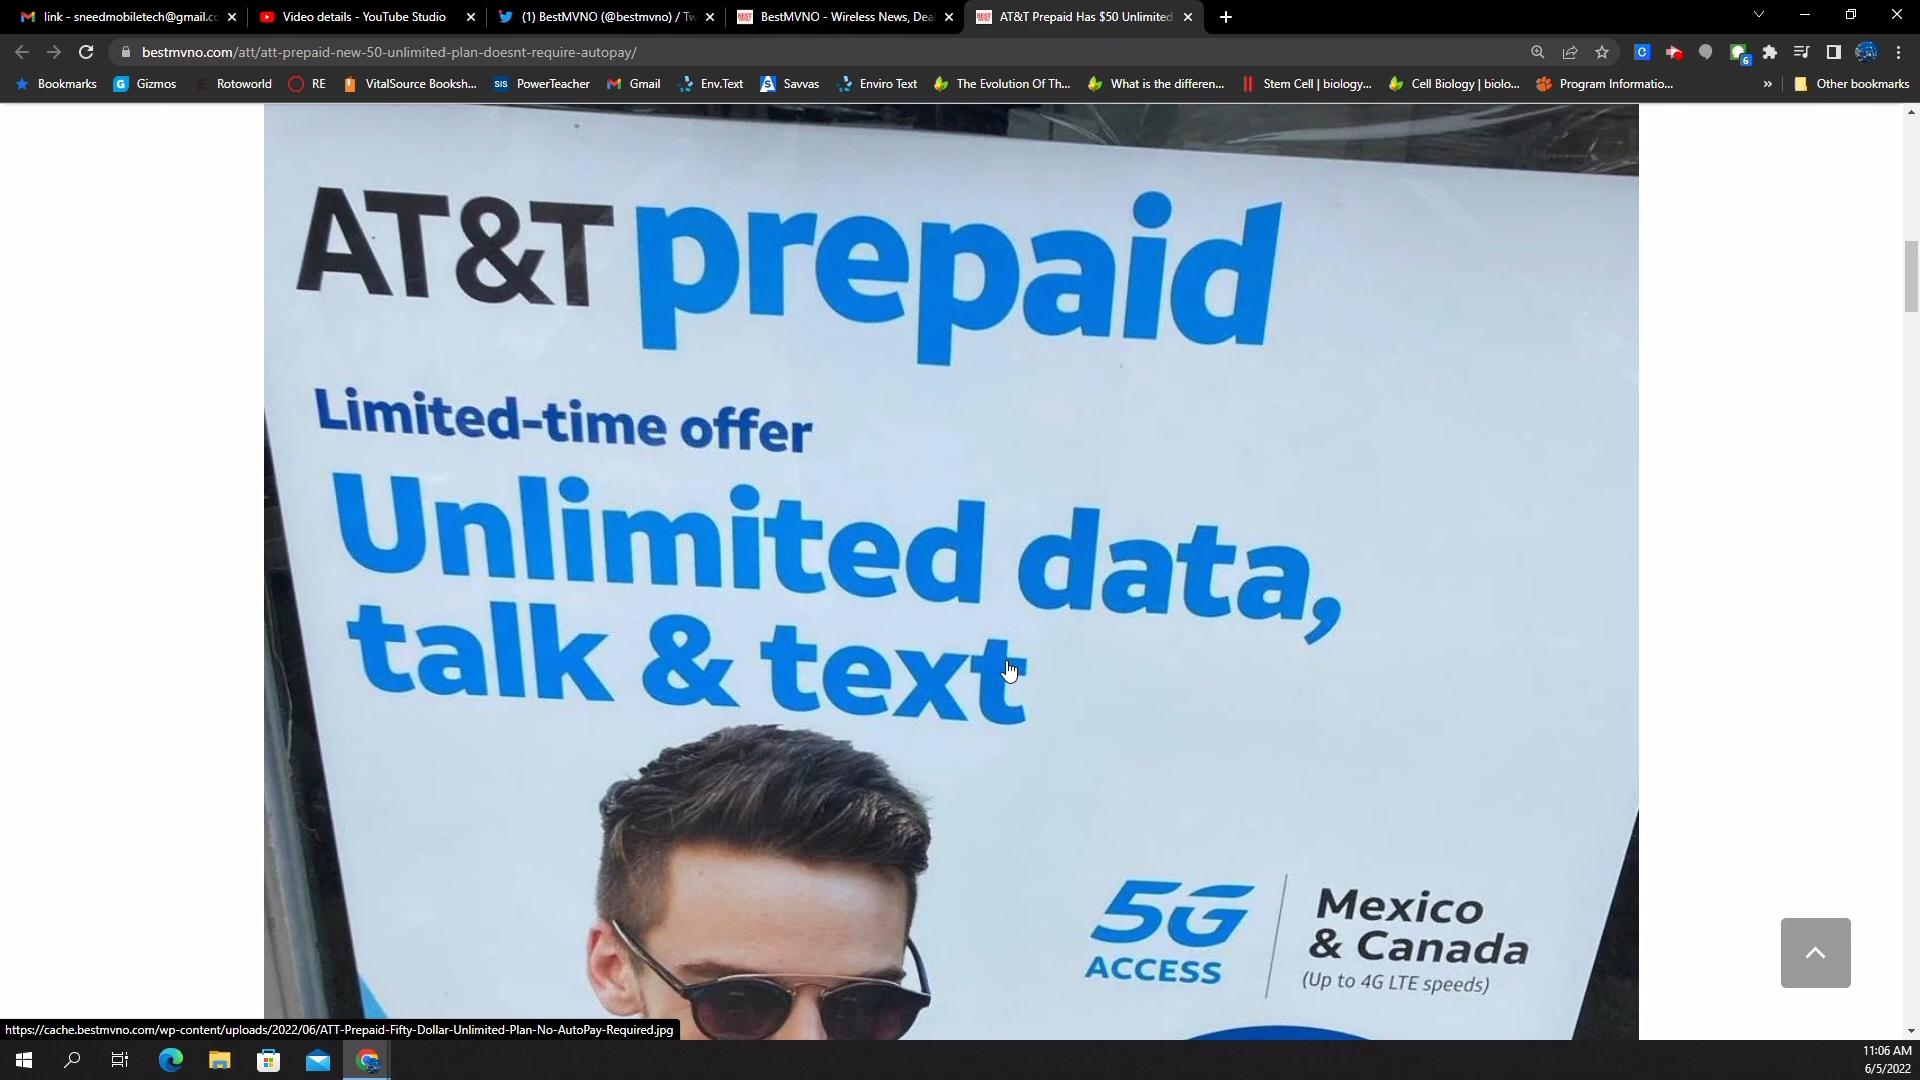 link - sneedmobiletech@gmail.co
Video details - YouTube Studio
(1) BestMVNO (@bestmvno) / Tw
BestMVNO - Wireless News, Deal
AT&T Prepaid Has $50 Unlimited
bestmvno.com/att/att-prepaid-new-50-unlimited-plan-doesnt-require-autopay/
6
Bookmarks
Gizmos
Rotoworld
RE
VitalSource Booksh...
SIS PowerTeacher
Gmail
Env.Text
Savvas
Enviro Text
The Evolution Of Th...
What is the differen...
Stem Cell | biology...
Cell Biology | biolo...
Program Informatio...
»
Other bookmarks
AT&T prepaid
Limited-time offer
Unlimited data,
talk & text
5G
ACCESS
Mexico
& Canada
(Up to 4G LTE speeds)
https://cache.bestmvno.com/wp-content/uploads/2022/06/ATT-Prepaid-Fifty-Dollar-Unlimited-Plan-No-AutoPay-Required.jpg
11:06 AM
6/5/2022